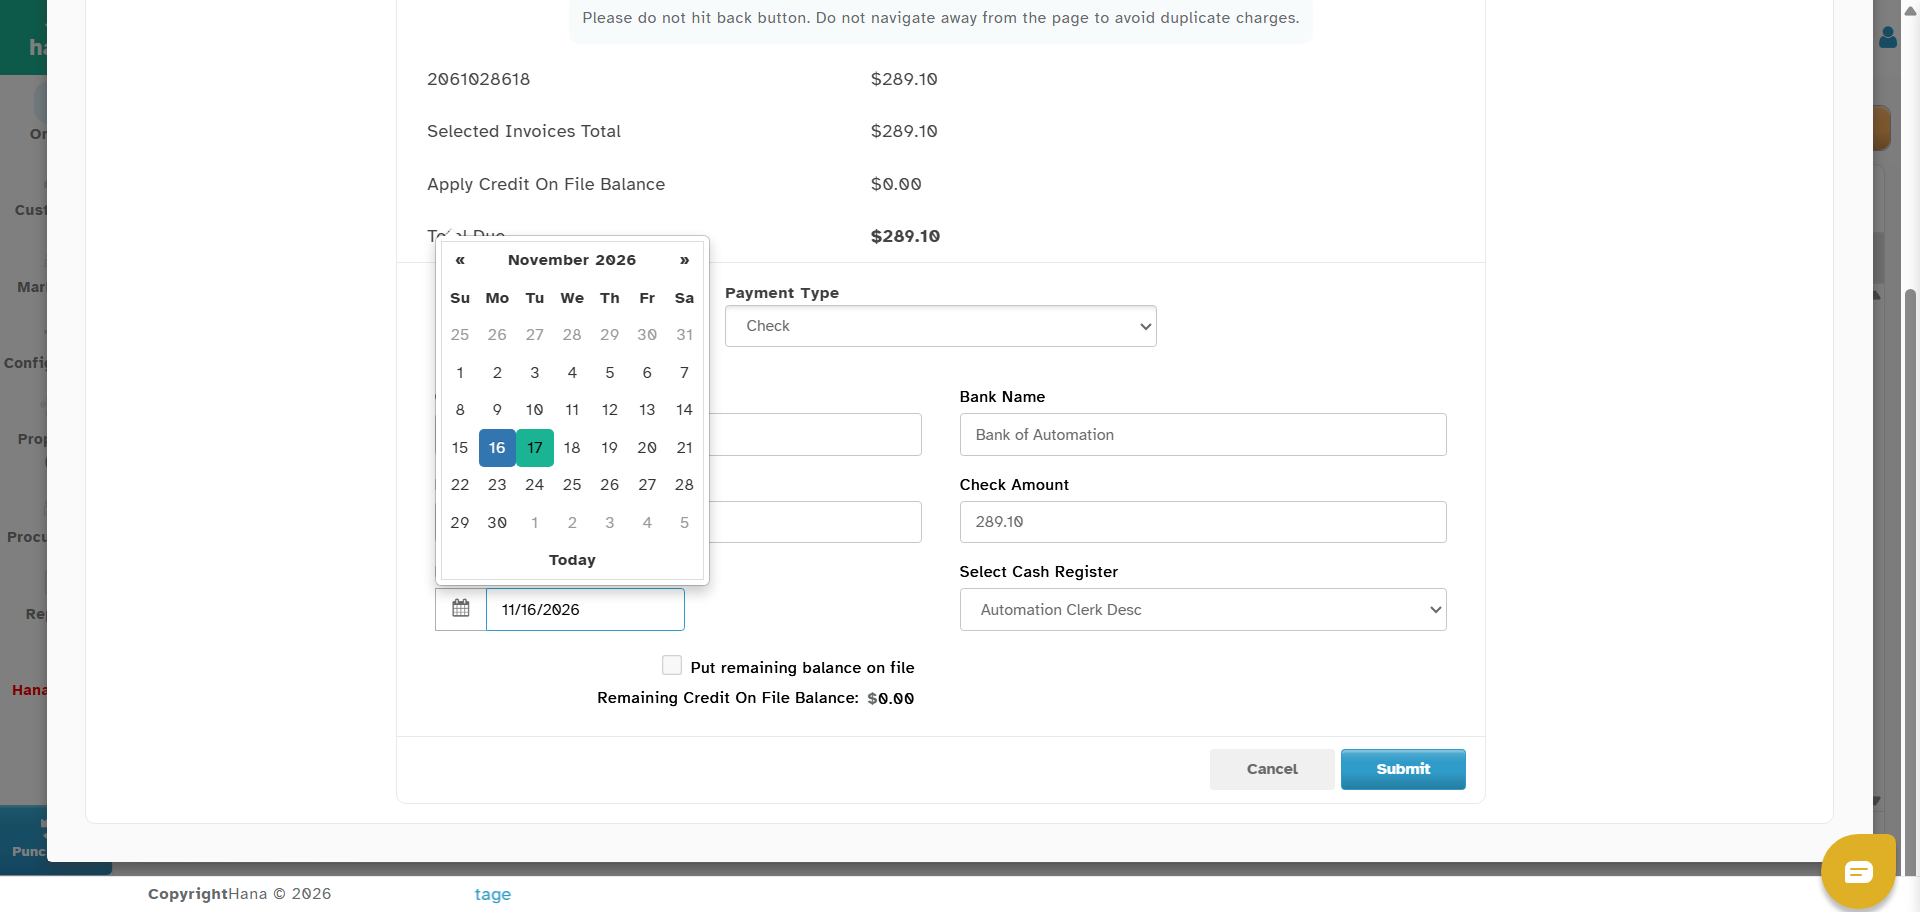 Please do not hit back button. Do not navigate away from the page to avoid duplicate charges.
2061028618 $289.10
Selected Invoices Total $289.10
Apply Credit On File Balance $0.00
Total Due $289.10
« November 2026 »
Su Mo Tu We Th Fr Sa
25 26 27 28 29 30 31
1 2 3 4 5 6 7
8 9 10 11 12 13 14
15 16 17 18 19 20 21
22 23 24 25 26 27 28
29 30 1 2 3 4 5
Today
Payment Type
Check
Bank Name
Bank of Automation
Check Amount
289.10
Select Cash Register
11/16/2026
Automation Clerk Desc
Put remaining balance on file
Remaining Credit On File Balance: $0.00
Cancel Submit
Hana
CopyrightHana © 2026 tage